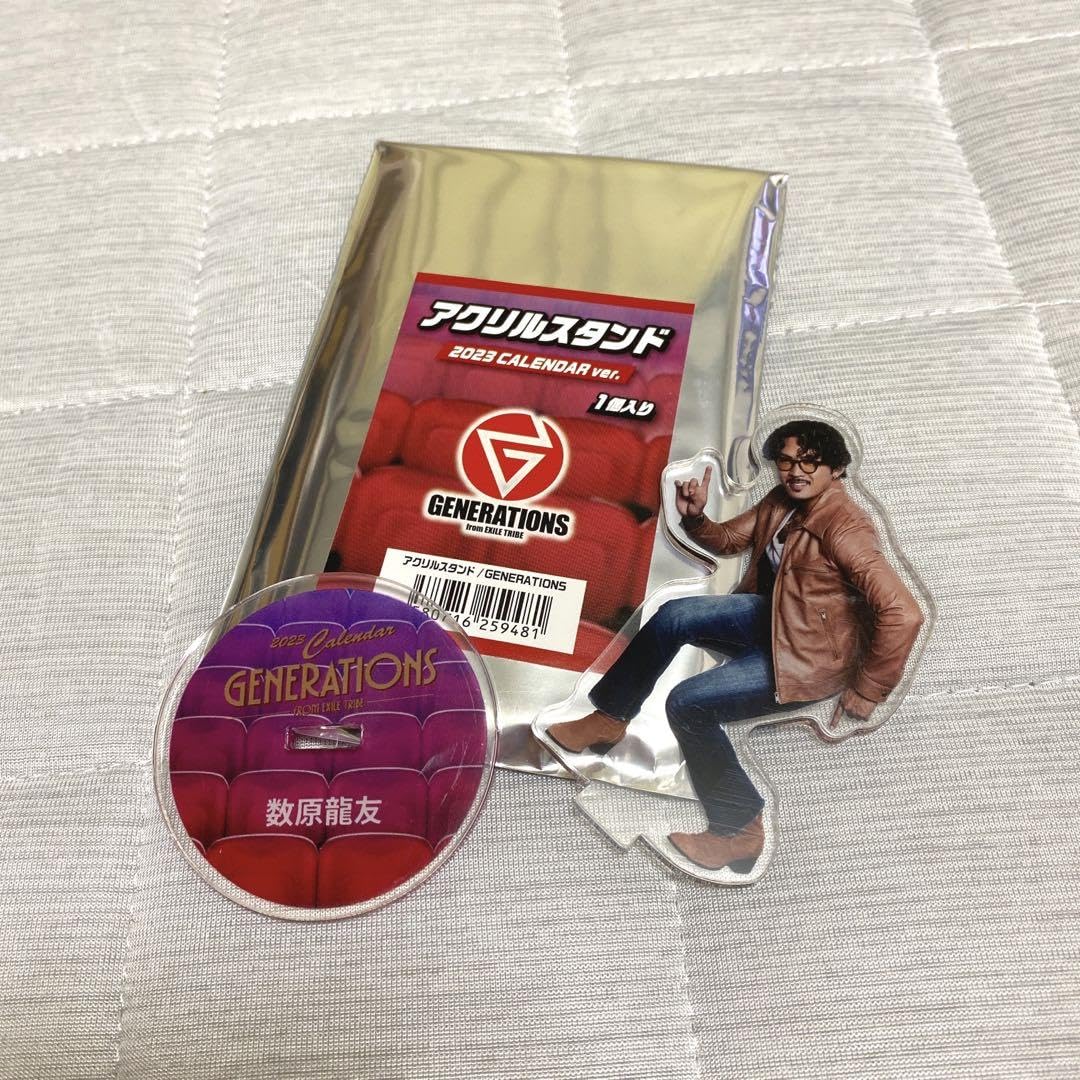 アクリルスタンド
2023 CALENDAR ver.
1個入り
G
GENERATIONS
from EXILE TRIBE
アクリルスタンド/GENERATIONS
259481
2023 Calendar
GENERATIONS
FROM EXILE TRIBE
数原龍友